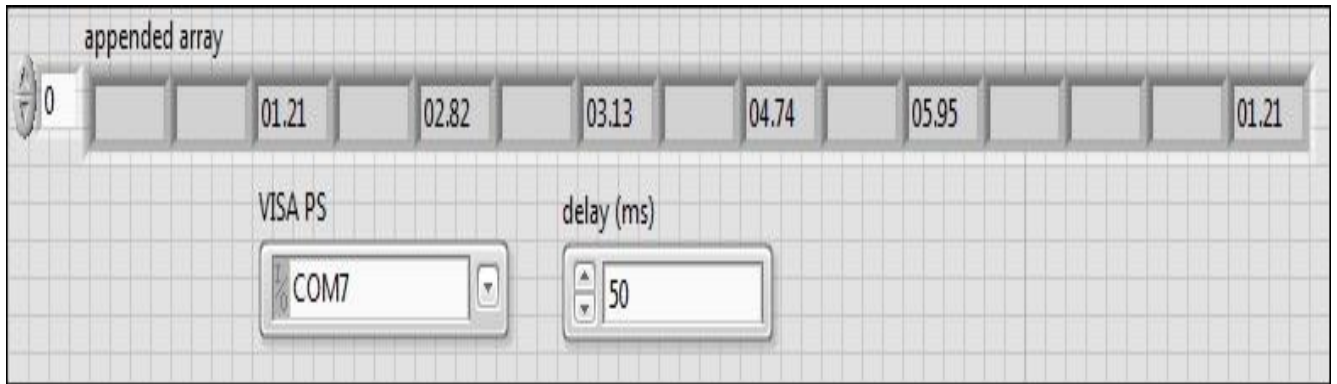 appended array
0 01.21 02.82 03.13 04.74 05.95 01.21
VISA PS delay (ms)
I/O COM7 50